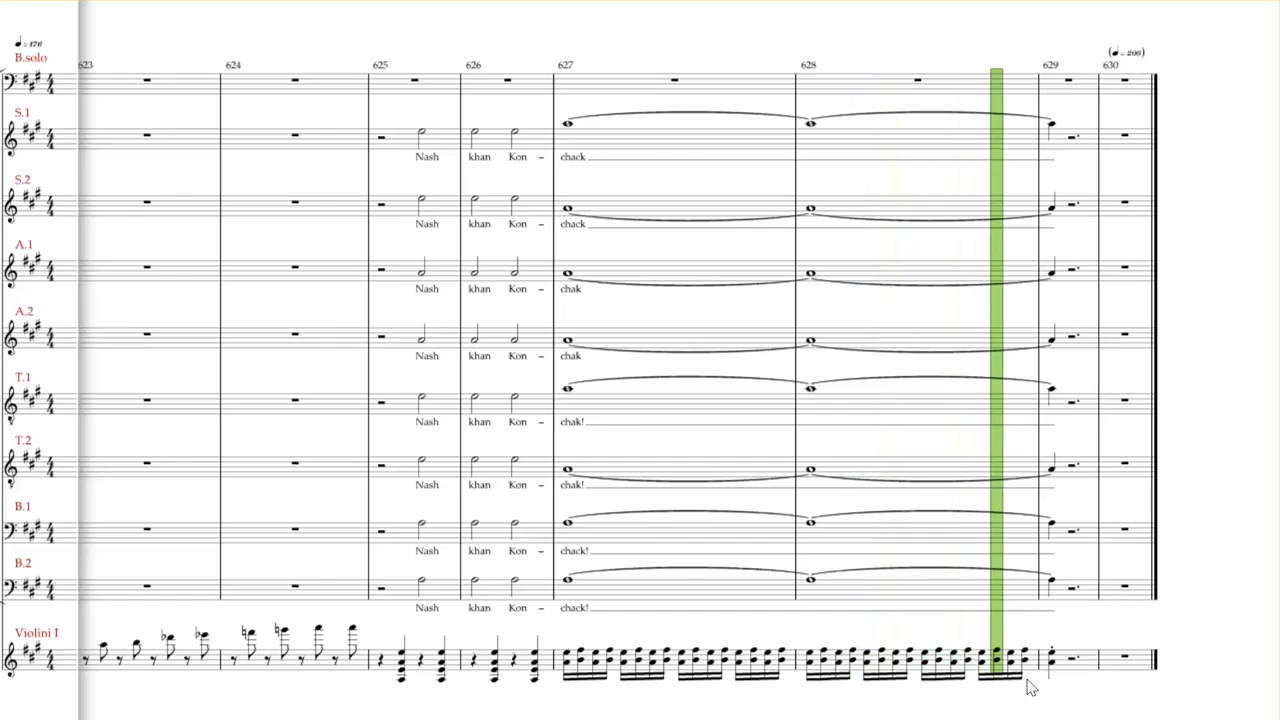 ♩ = 176
(♩ = 200)
B.solo
623 624 625 626 627 628 629 630
S.1
Nash khan Kon – chack
S.2
Nash khan Kon – chack
A.1
Nash khan Kon – chak
A.2
Nash khan Kon – chak
T.1
Nash khan Kon – chak!
T.2
Nash khan Kon – chak!
B.1
Nash khan Kon – chack!
B.2
Nash khan Kon – chack!
Violini I